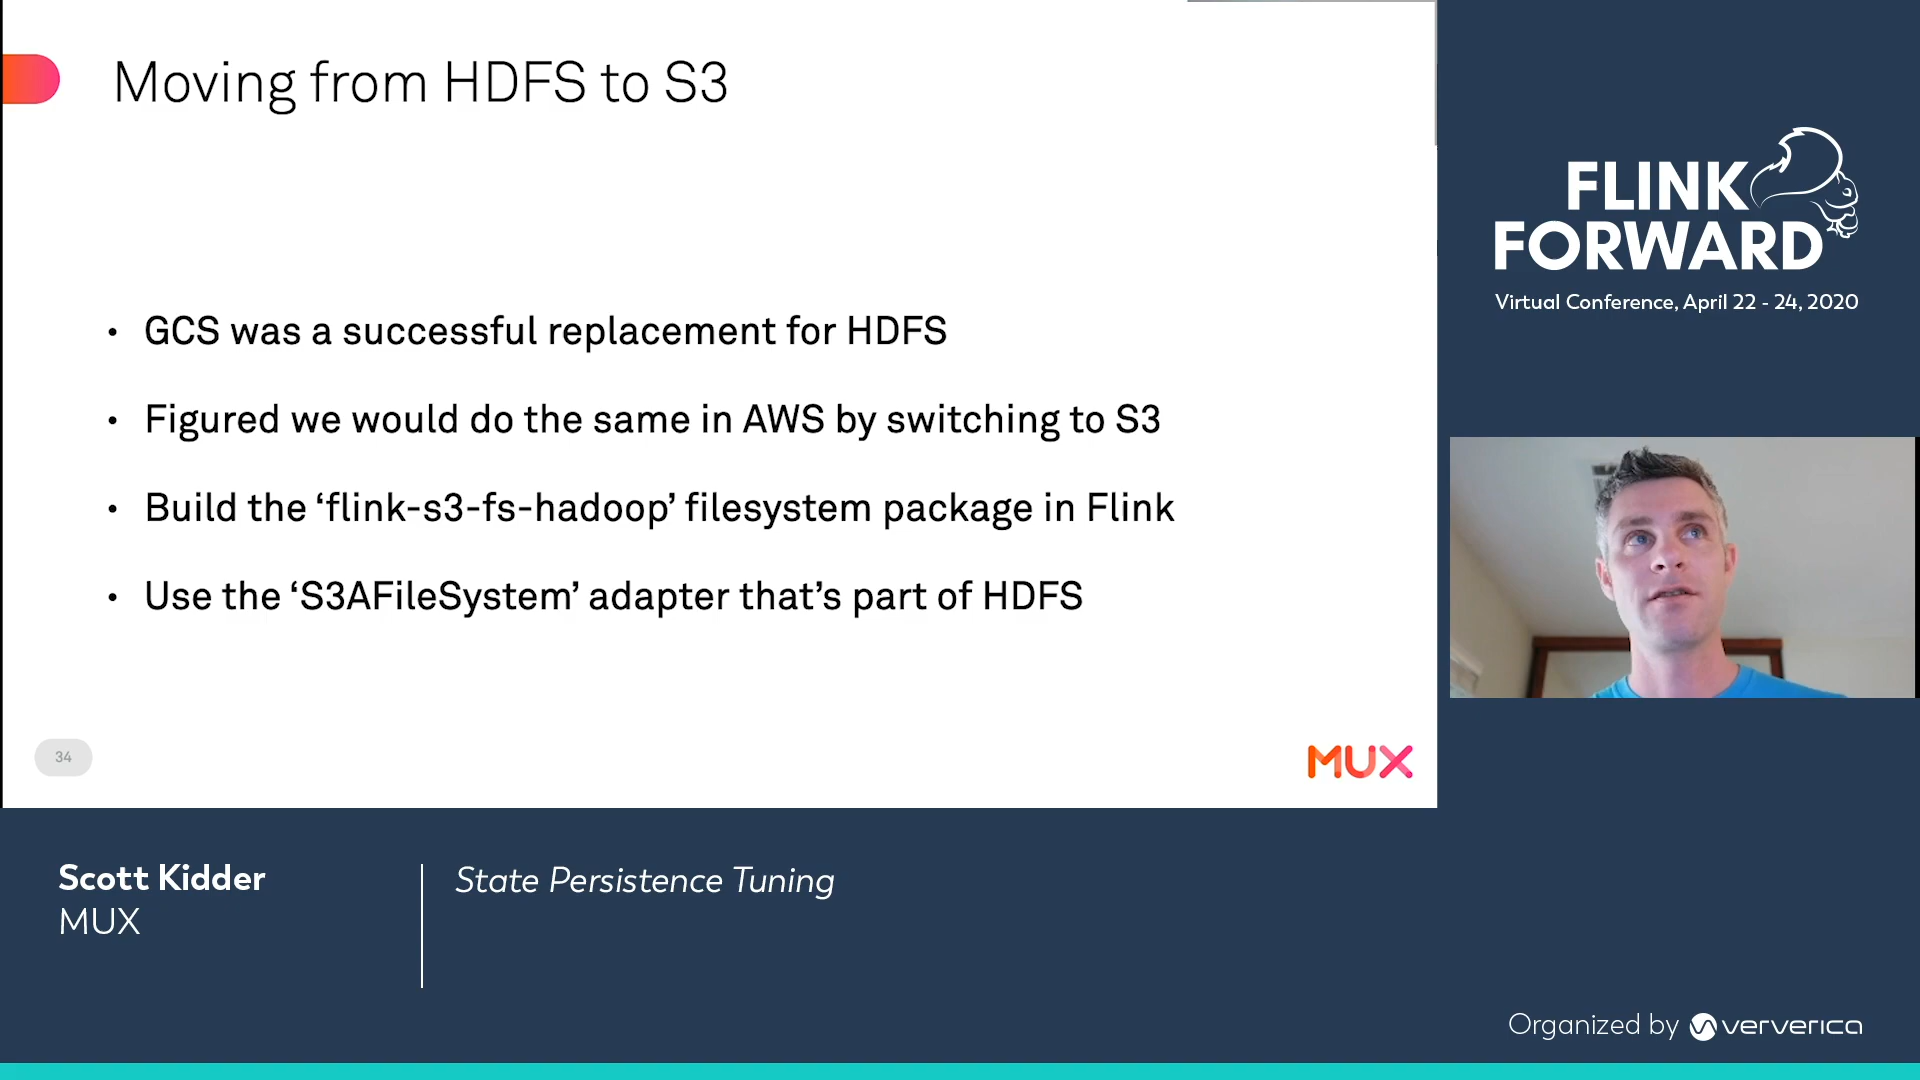 Moving from HDFS to S3
• GCS was a successful replacement for HDFS
• Figured we would do the same in AWS by switching to S3
• Build the ‘flink-s3-fs-hadoop’ filesystem package in Flink
• Use the ‘S3AFileSystem’ adapter that’s part of HDFS
34
MUX
FLINK
FORWARD
Virtual Conference, April 22 - 24, 2020
Scott Kidder
MUX
State Persistence Tuning
Organized by ververica